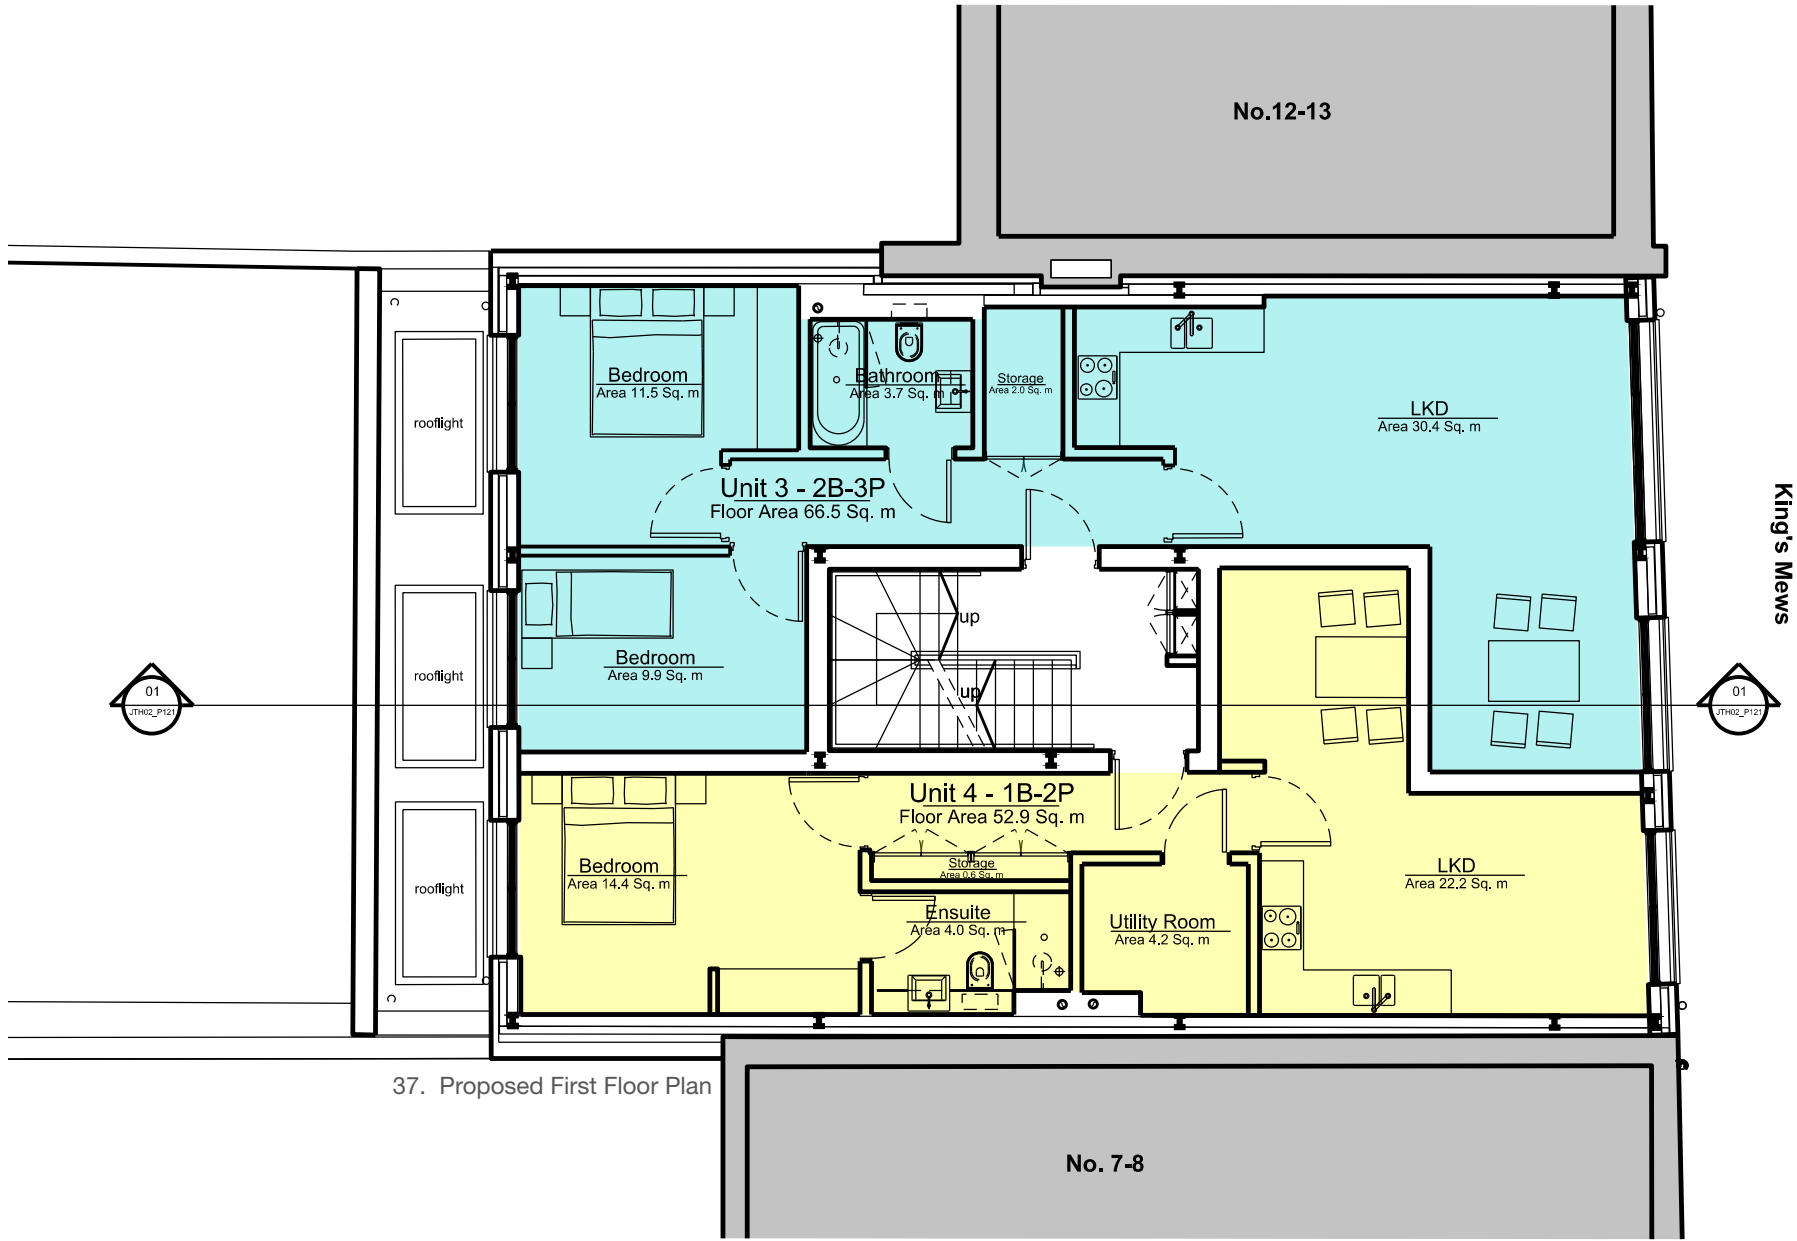 No.12-13
Bedroom
Area 11.5 Sq. m
Bathroom
Area 3.7 Sq. m
Storage
Area 2.0 Sq. m
LKD
Area 30.4 Sq. m
rooflight
Unit 3 - 2B-3P
Floor Area 66.5 Sq. m
King's Mews
up
Bedroom
Area 9.9 Sq. m
rooflight
up
01
JTH02_P121
01
JTH02_P121
Unit 4 - 1B-2P
Floor Area 52.9 Sq. m
Bedroom
Area 14.4 Sq. m
Storage
Area 0.6 Sq. m
LKD
Area 22.2 Sq. m
rooflight
Ensuite
Area 4.0 Sq. m
Utility Room
Area 4.2 Sq. m
37. Proposed First Floor Plan
No. 7-8